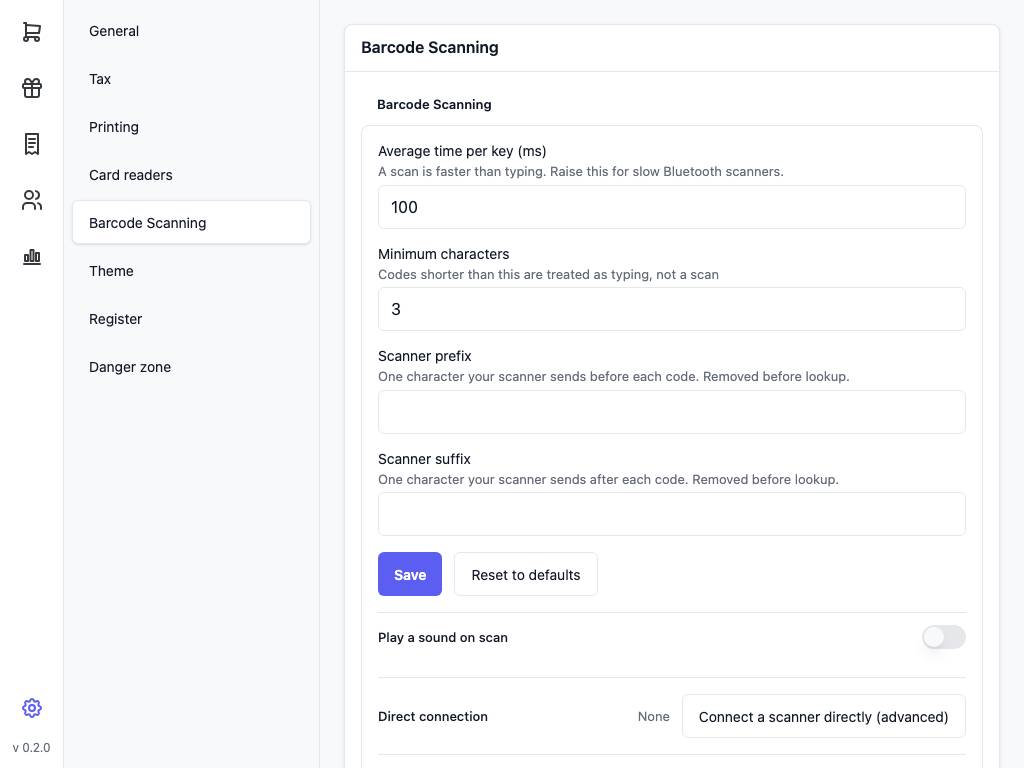 General
Tax
Printing
Card readers
Barcode Scanning
Theme
Register
Danger zone
v 0.2.0
Barcode Scanning
Barcode Scanning
Average time per key (ms)
A scan is faster than typing. Raise this for slow Bluetooth scanners.
100
Minimum characters
Codes shorter than this are treated as typing, not a scan
3
Scanner prefix
One character your scanner sends before each code. Removed before lookup.
Scanner suffix
One character your scanner sends after each code. Removed before lookup.
Save
Reset to defaults
Play a sound on scan
Direct connection
None
Connect a scanner directly (advanced)